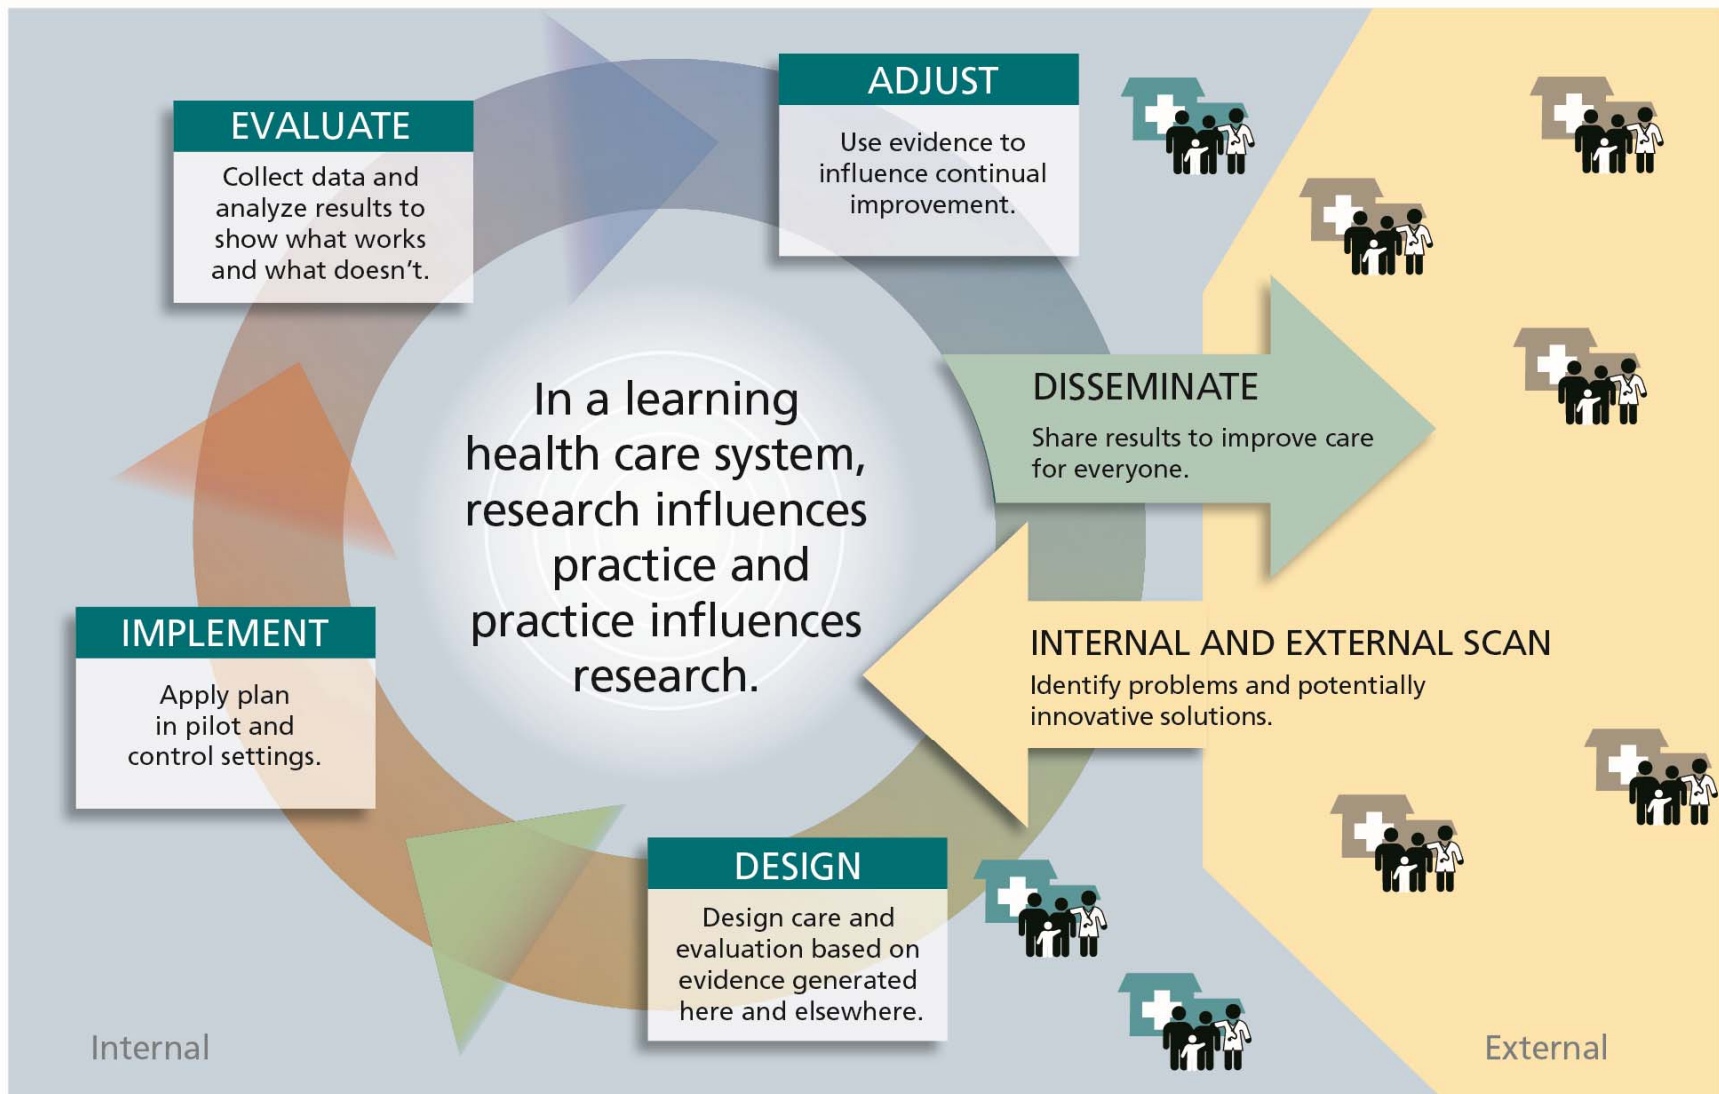 EVALUATE
Collect data and
analyze results to
show what works
and what doesn’t.
ADJUST
Use evidence to
influence continual
improvement.
DISSEMINATE
Share results to improve care
for everyone.
In a learning
health care system,
research influences
practice and
practice influences
research.
INTERNAL AND EXTERNAL SCAN
Identify problems and potentially
innovative solutions.
IMPLEMENT
Apply plan
in pilot and
control settings.
DESIGN
Design care and
evaluation based on
evidence generated
here and elsewhere.
Internal
External